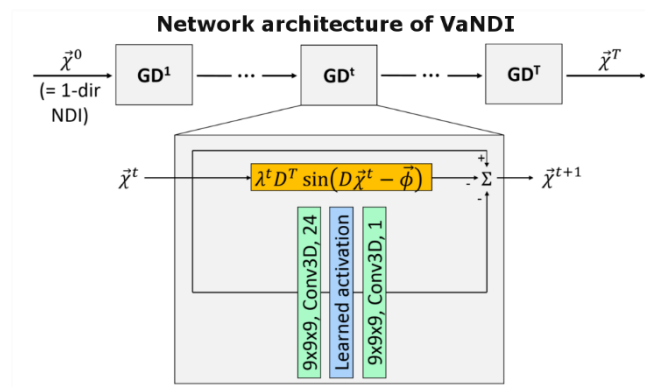 Network architecture of VaNDI
χ⃗⁰
(= 1-dir
NDI)
GD¹
...
GDᵗ
...
GDᵀ
χ⃗ᵀ
χ⃗ᵗ
λᵗDᵀ sin(Dχ⃗ᵗ − ϕ⃗)
+
-
Σ
-
χ⃗ᵗ⁺¹
9x9x9, Conv3D, 24
Learned activation
9x9x9, Conv3D, 1